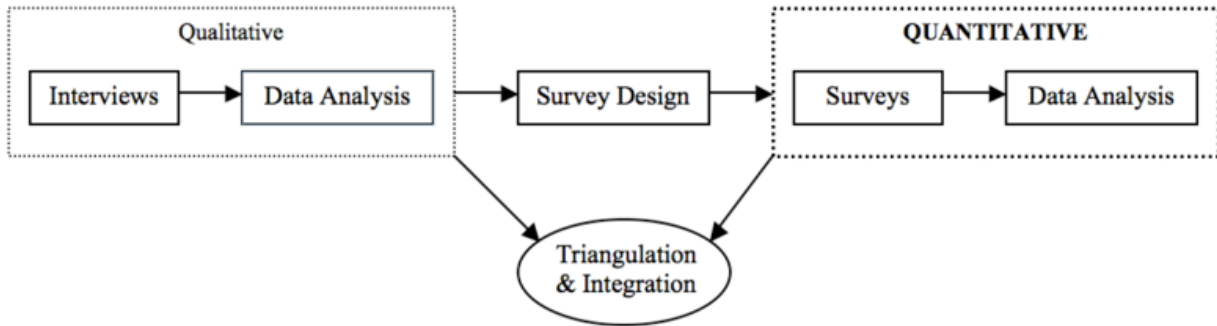 Qualitative
QUANTITATIVE
Interviews
Data Analysis
Survey Design
Surveys
Data Analysis
Triangulation
& Integration